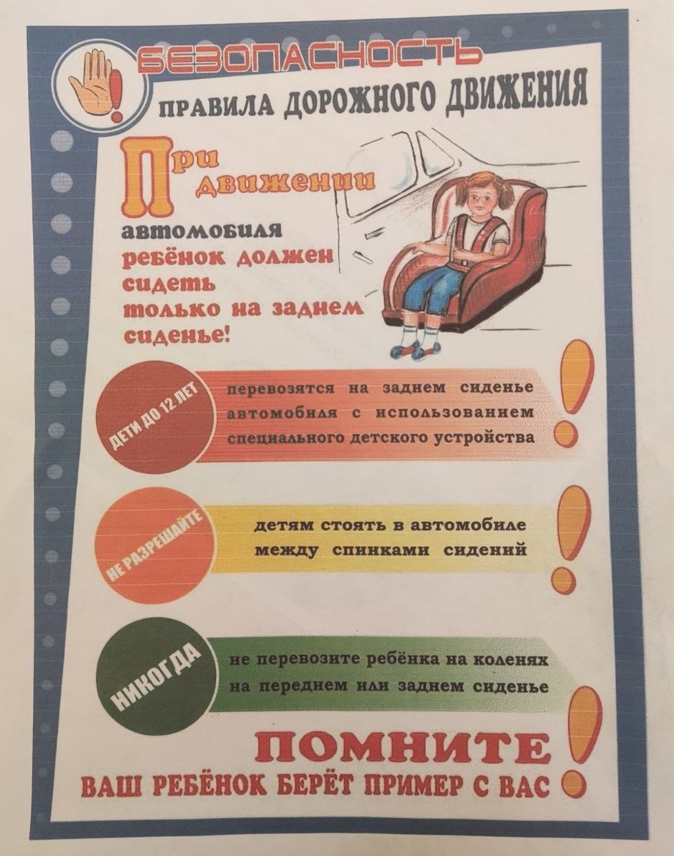 БЕЗОПАСНОСТЬ
ПРАВИЛА ДОРОЖНОГО ДВИЖЕНИЯ
При
движении
автомобиля
ребёнок должен
сидеть
только на заднем
сиденье!
ДЕТИ ДО 12 ЛЕТ
перевозятся на заднем сиденье
автомобиля с использованием
специального детского устройства
НЕ РАЗРЕШАЙТЕ
детям стоять в автомобиле
между спинками сидений
НИКОГДА
не перевозите ребёнка на коленях
на переднем или заднем сиденье
ПОМНИТЕ
ВАШ РЕБЁНОК БЕРЁТ ПРИМЕР С ВАС!